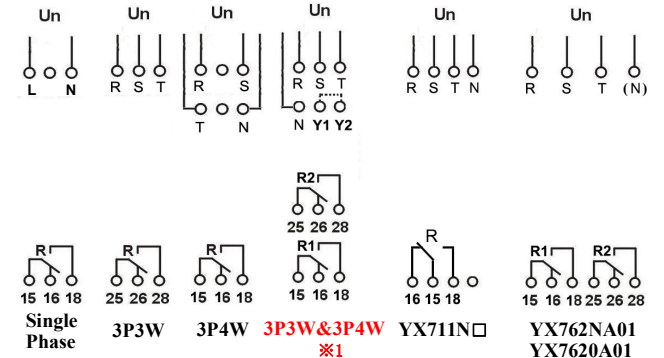 Un Un Un Un Un Un
L N R S T R S R S T R S T N R S T (N)
T N N Y1 Y2
R2
25 26 28
R R R R1 R R1 R2
15 16 18 25 26 28 15 16 18 15 16 18 16 15 18 15 16 18 25 26 28
Single Phase 3P3W 3P4W 3P3W&3P4W ※1 YX711N□ YX762NA01 YX7620A01